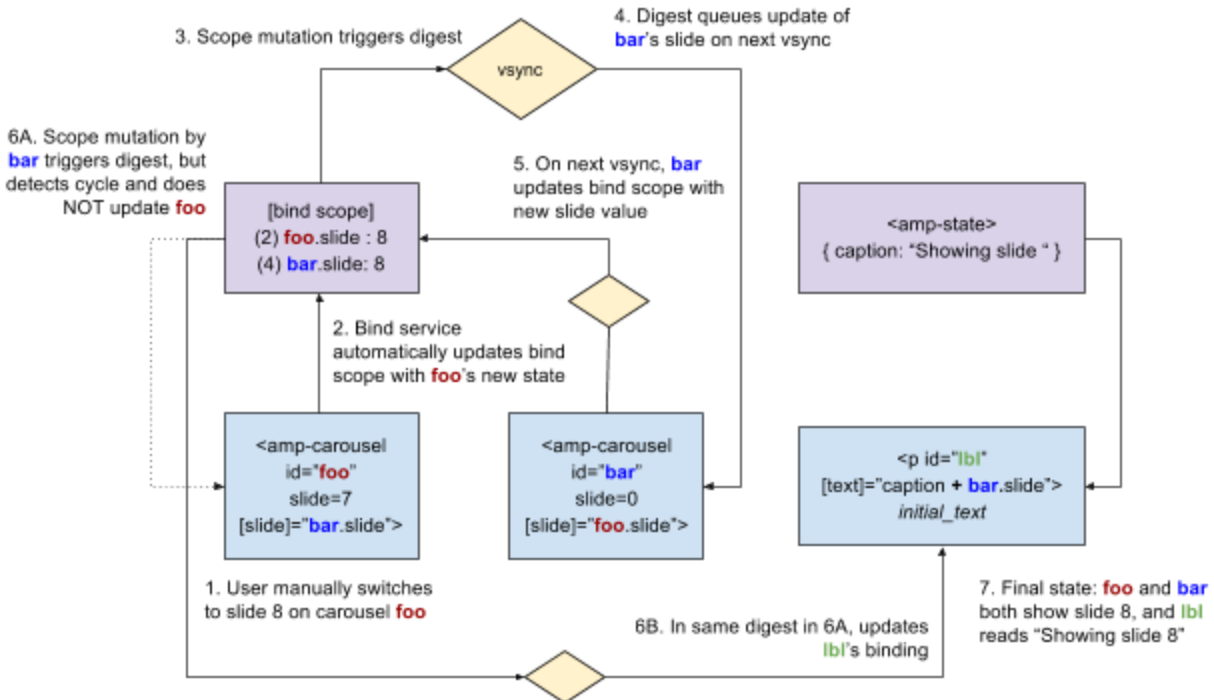 3. Scope mutation triggers digest
vsync
4. Digest queues update of
bar's slide on next vsync
6A. Scope mutation by
bar triggers digest, but
detects cycle and does
NOT update foo
5. On next vsync, bar
updates bind scope with
new slide value
[bind scope]
(2) foo.slide : 8
(4) bar.slide: 8
<amp-state>
{ caption: “Showing slide “ }
2. Bind service
automatically updates bind
scope with foo's new state
<amp-carousel
id="foo"
slide=7
[slide]="bar.slide">
<amp-carousel
id="bar"
slide=0
[slide]="foo.slide">
<p id="lbl"
[text]="caption + bar.slide">
initial_text
1. User manually switches
to slide 8 on carousel foo
6B. In same digest in 6A, updates
lbl's binding
7. Final state: foo and bar
both show slide 8, and lbl
reads “Showing slide 8”